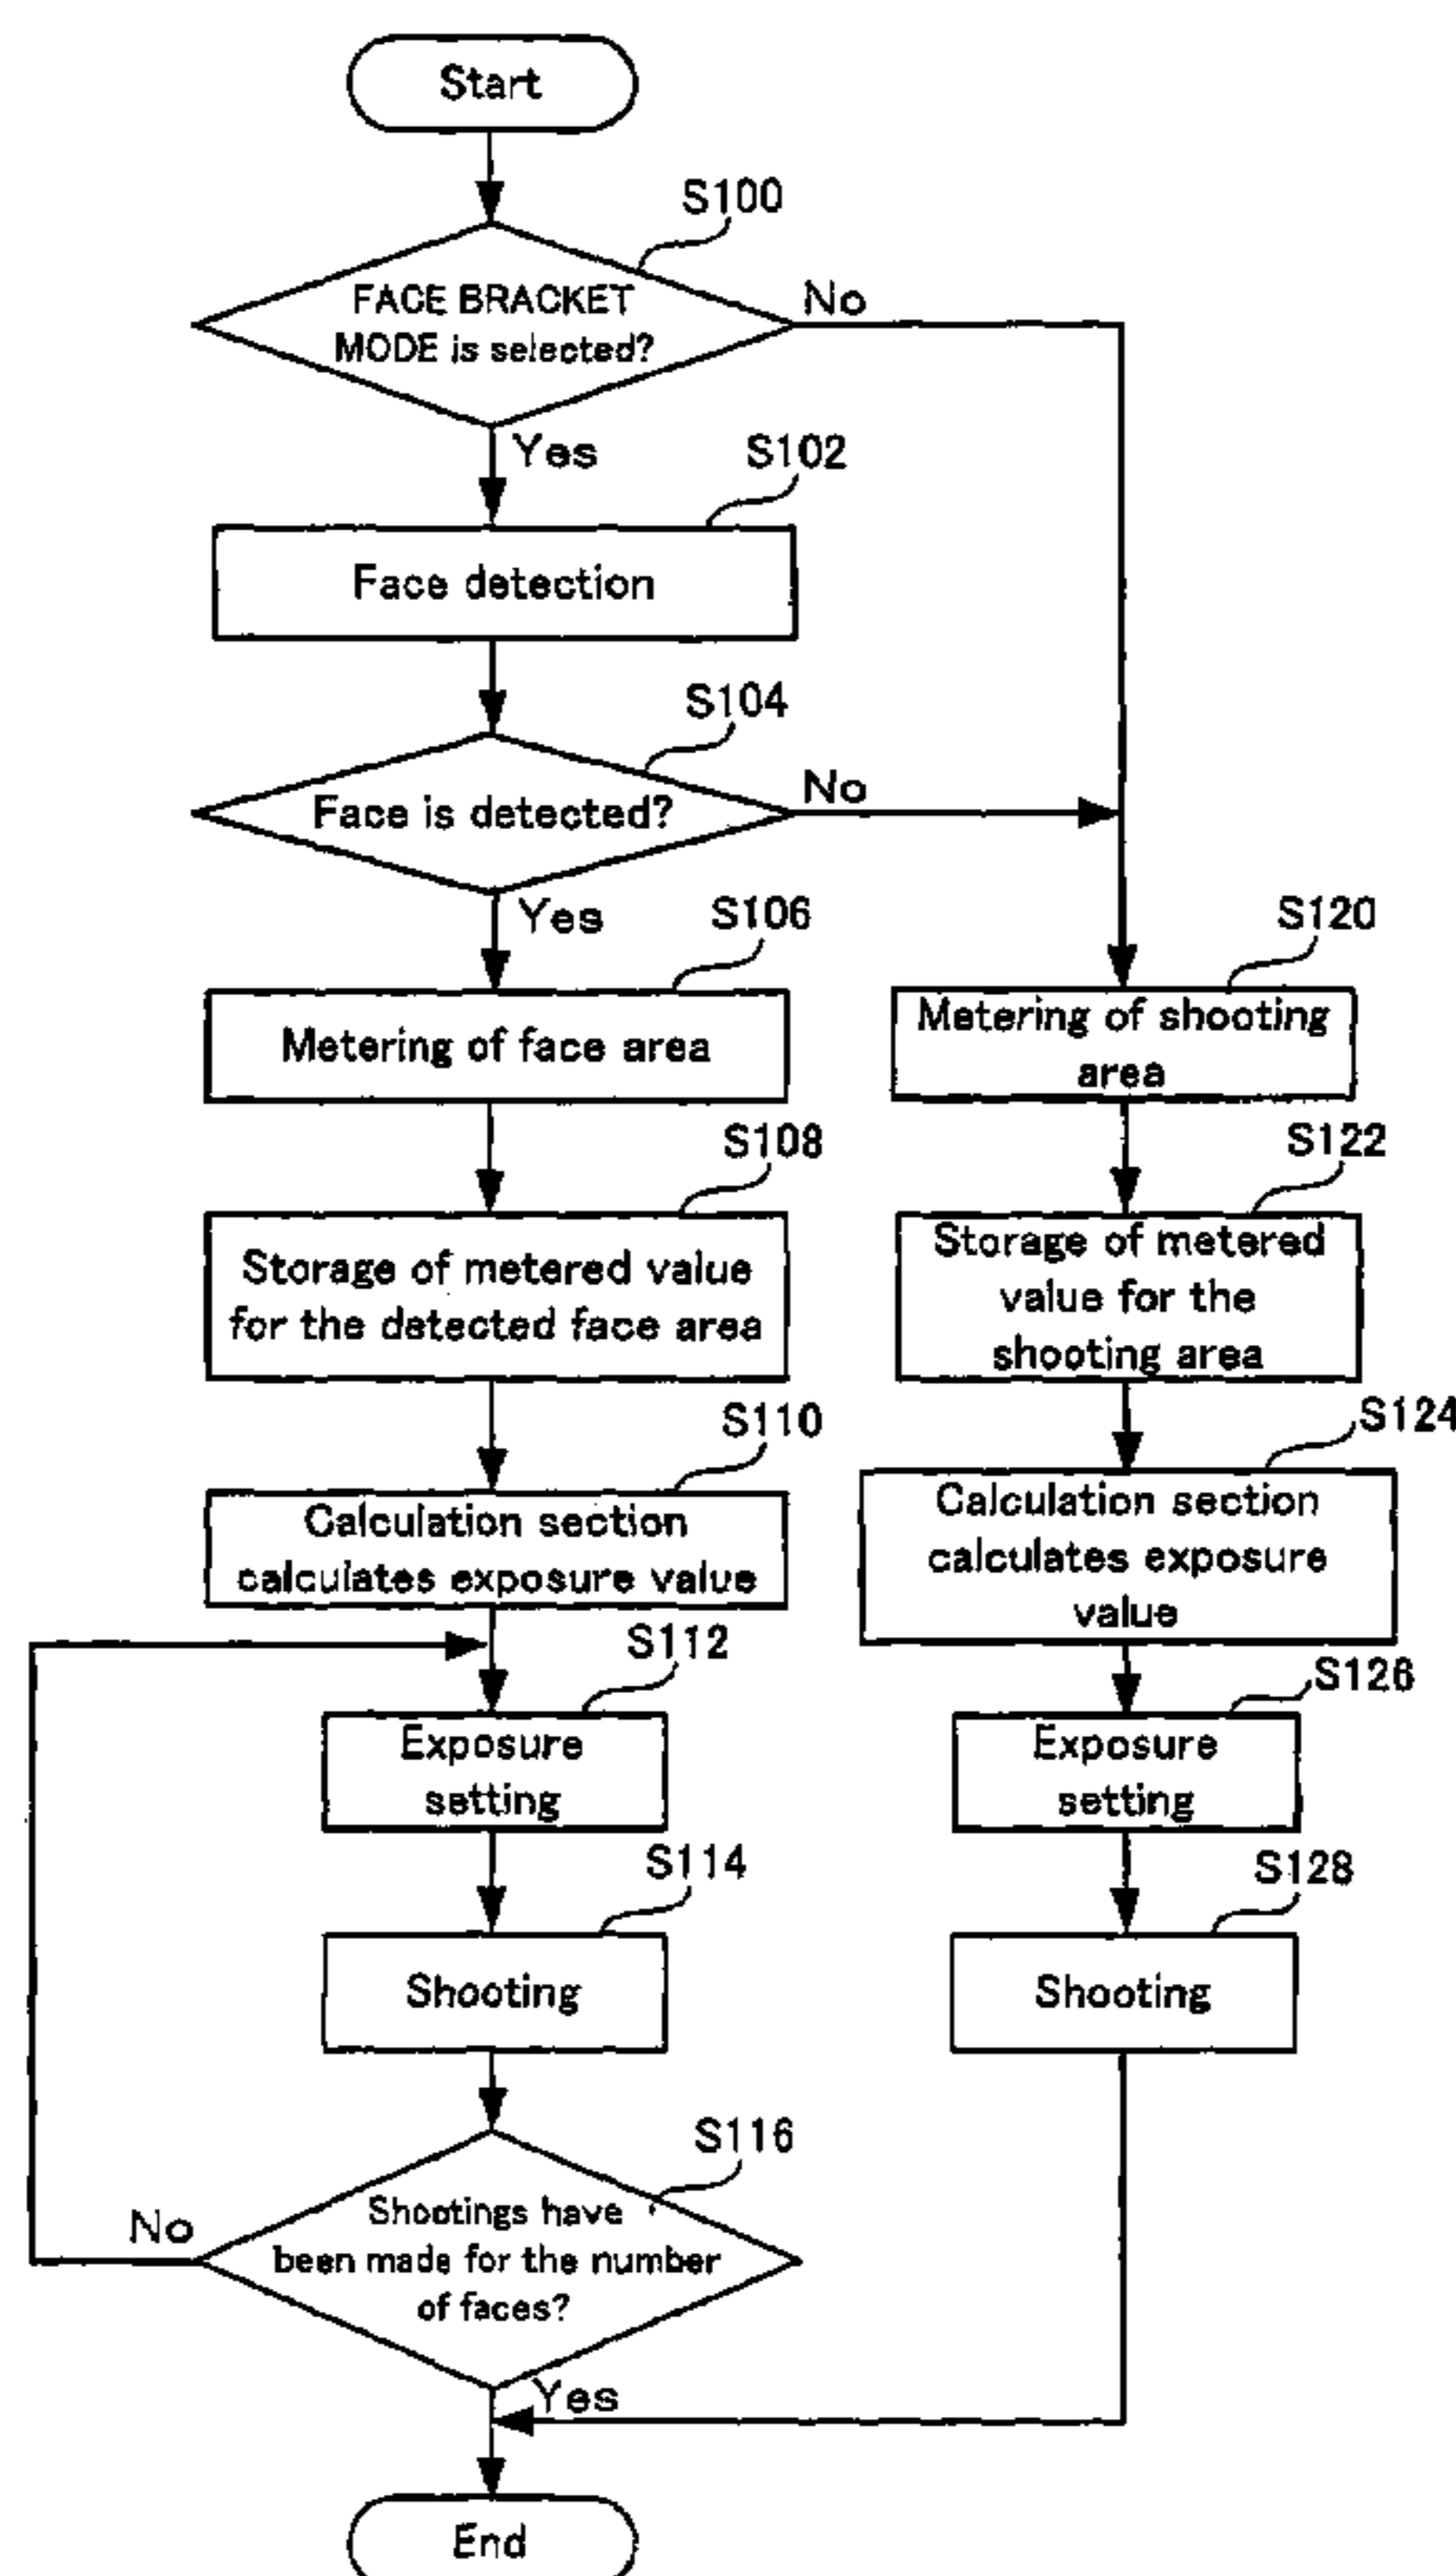 Start
S100
FACE BRACKET
MODE is selected?
No
Yes
S102
Face detection
S104
Face is detected?
No
Yes
S106
Metering of face area
S108
Storage of metered value
for the detected face area
S110
Calculation section
calculates exposure value
S112
Exposure
setting
S114
Shooting
S116
Shootings have
been made for the number
of faces?
No
Yes
S120
Metering of shooting
area
S122
Storage of metered
value for the
shooting area
S124
Calculation section
calculates exposure
value
S126
Exposure
setting
S128
Shooting
End